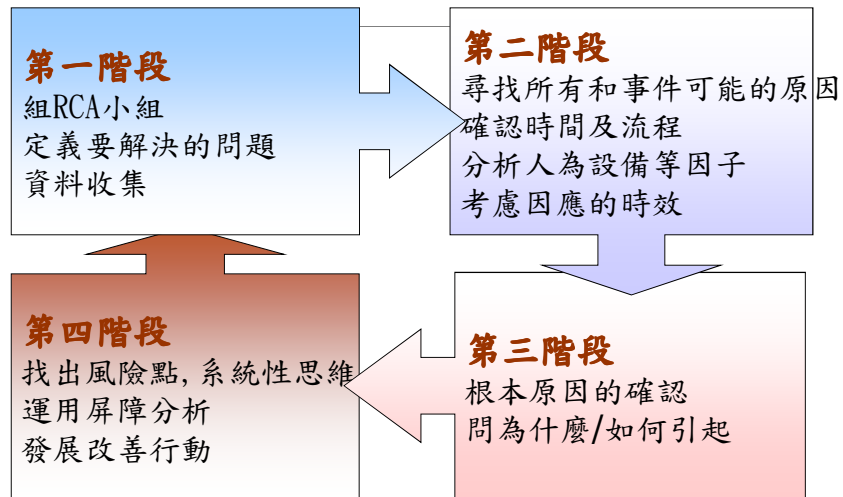 第一階段
組RCA小組
定義要解決的問題
資料收集
第二階段
尋找所有和事件可能的原因
確認時間及流程
分析人為設備等因子
考慮因應的時效
第三階段
根本原因的確認
問為什麼/如何引起
第四階段
找出風險點,系統性思維
運用屏障分析
發展改善行動